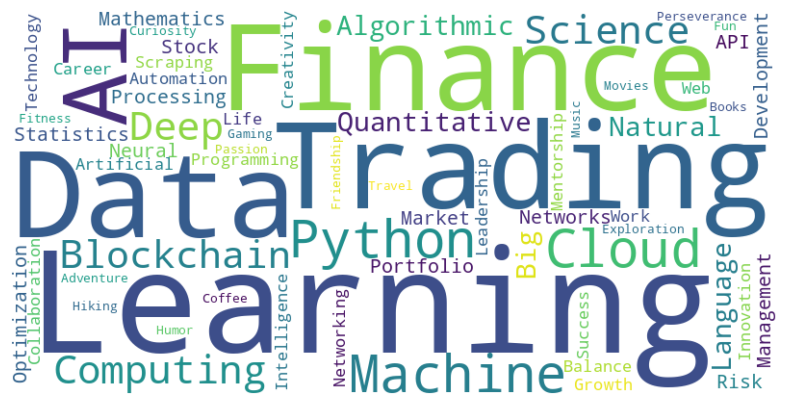 Technology
Mathematics
Curiosity
Stock
Career
Scraping
Automation
Processing
Fitness
Statistics
AI
Finance
Creativity
Algorithmic
Science
Perseverance
Fun
API
Development
Movies
Web
Books
Deep
Life
Gaming
Neural
Passion
Artificial
Programming
Quantitative
Music
Natural
Data
Trading
Friendship
Travel
Leadership
Mentorship
Market
Networks
Work
Exploration
Python
Blockchain
Portfolio
Big
Cloud
Language
Optimization
Collaboration
Adventure
Hiking
Coffee
Humor
Learning
Intelligence
Networking
Success
Innovation
Management
Computing
Machine
Balance
Growth
Risk